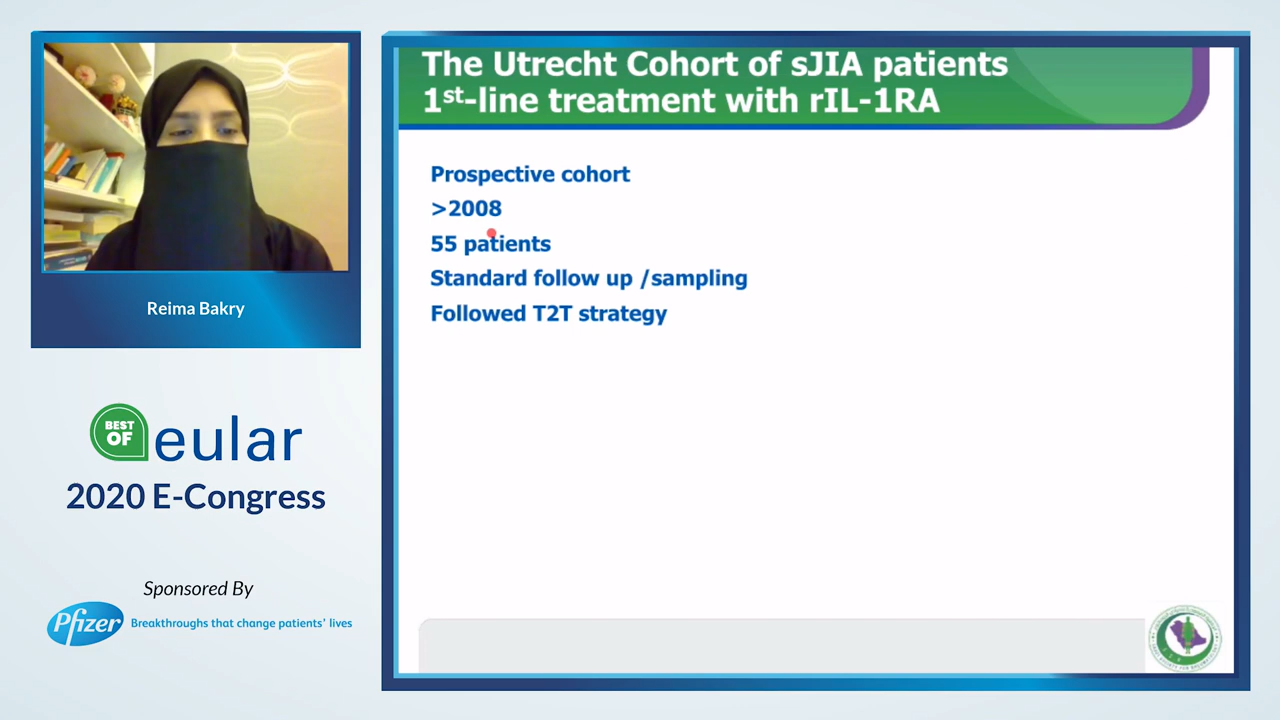 The Utrecht Cohort of sJIA patients
1st-line treatment with rIL-1RA
Prospective cohort
>2008
55 patients
Standard follow up /sampling
Followed T2T strategy
Reima Bakry
BEST
OF
eular
2020 E-Congress
Sponsored By
Pfizer
Breakthroughs that change patients' lives